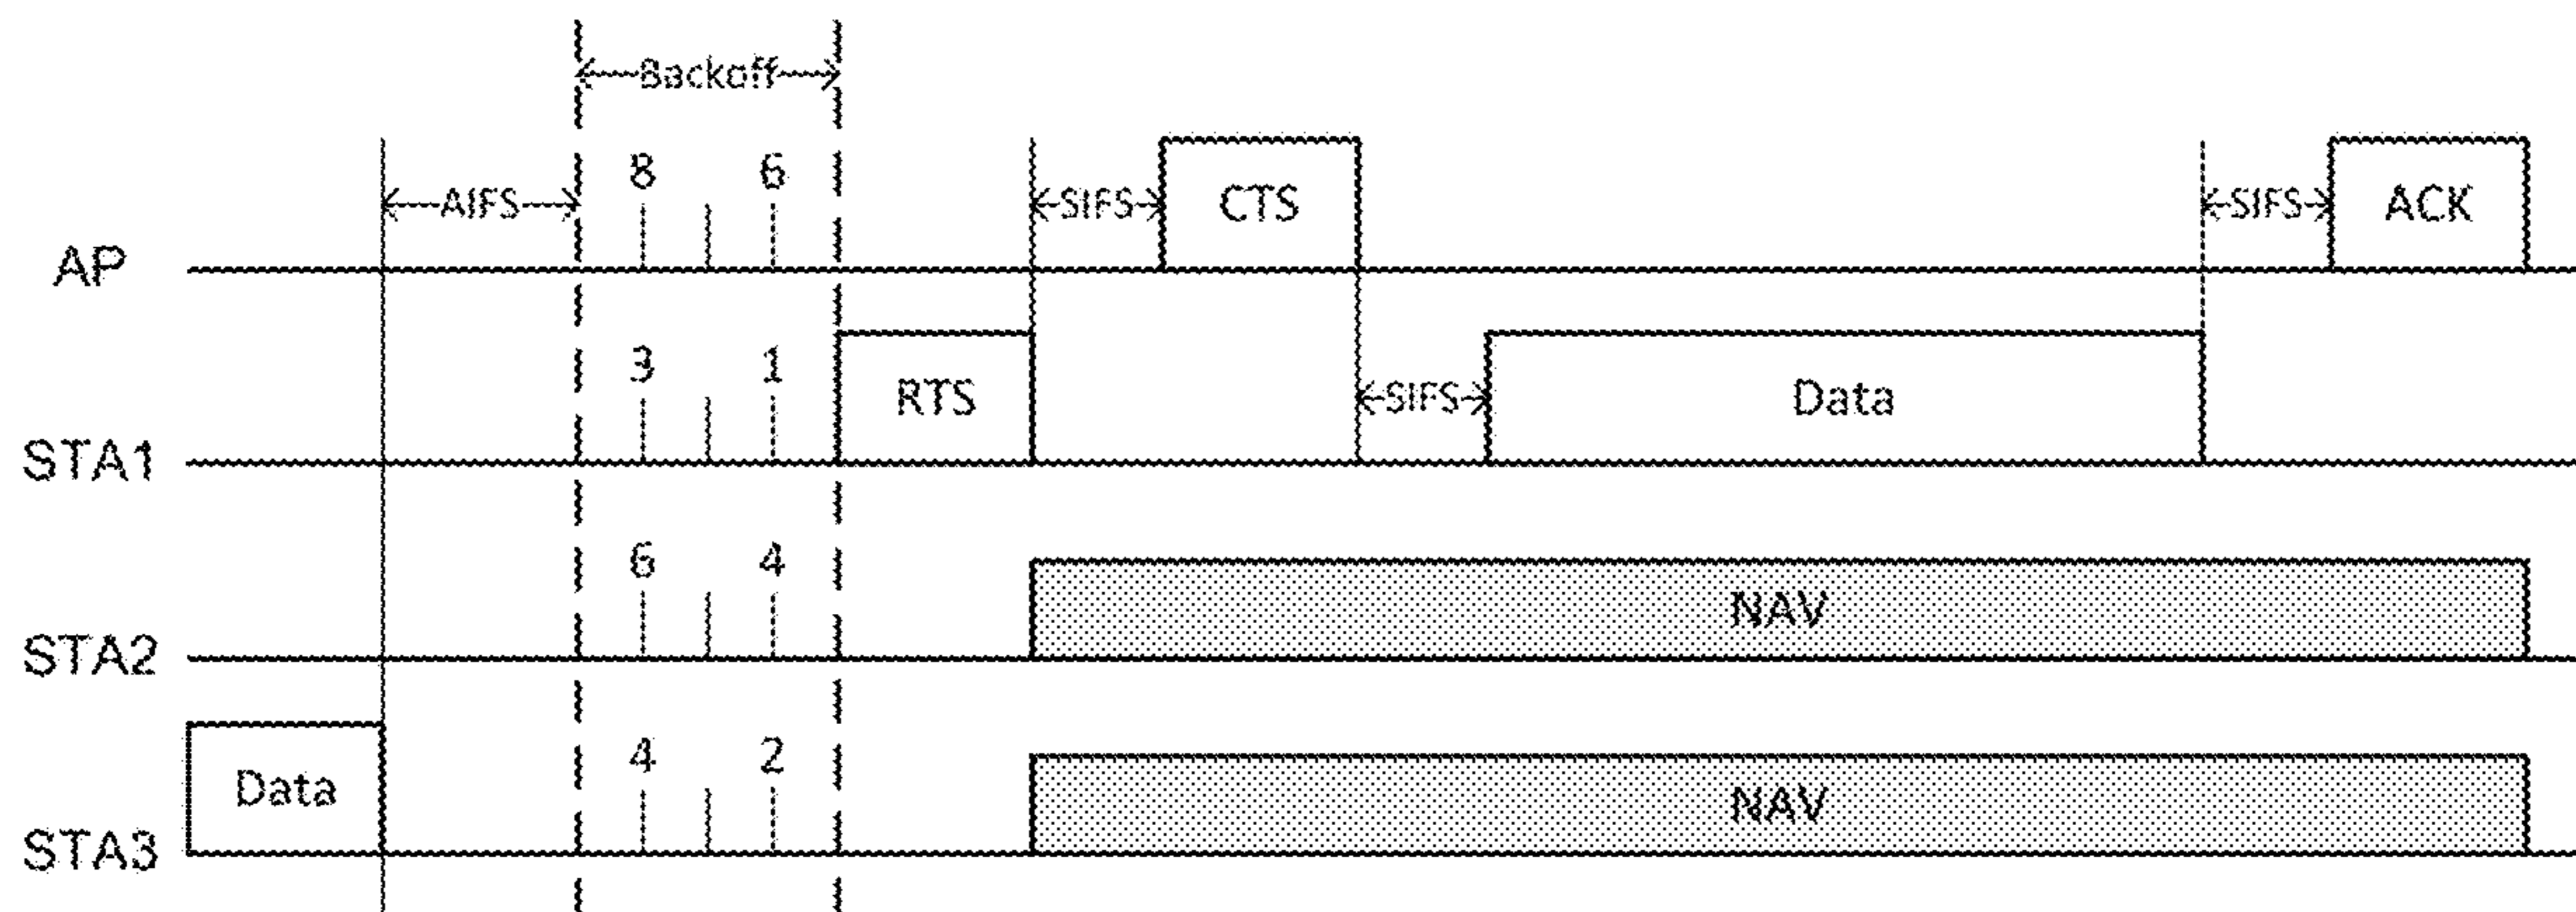 Backoff
8 6
AIFS SIFS CTS SIFS ACK
AP
3 1
RTS SIFS Data
STA1
6 4
NAV
STA2
4 2
Data NAV
STA3